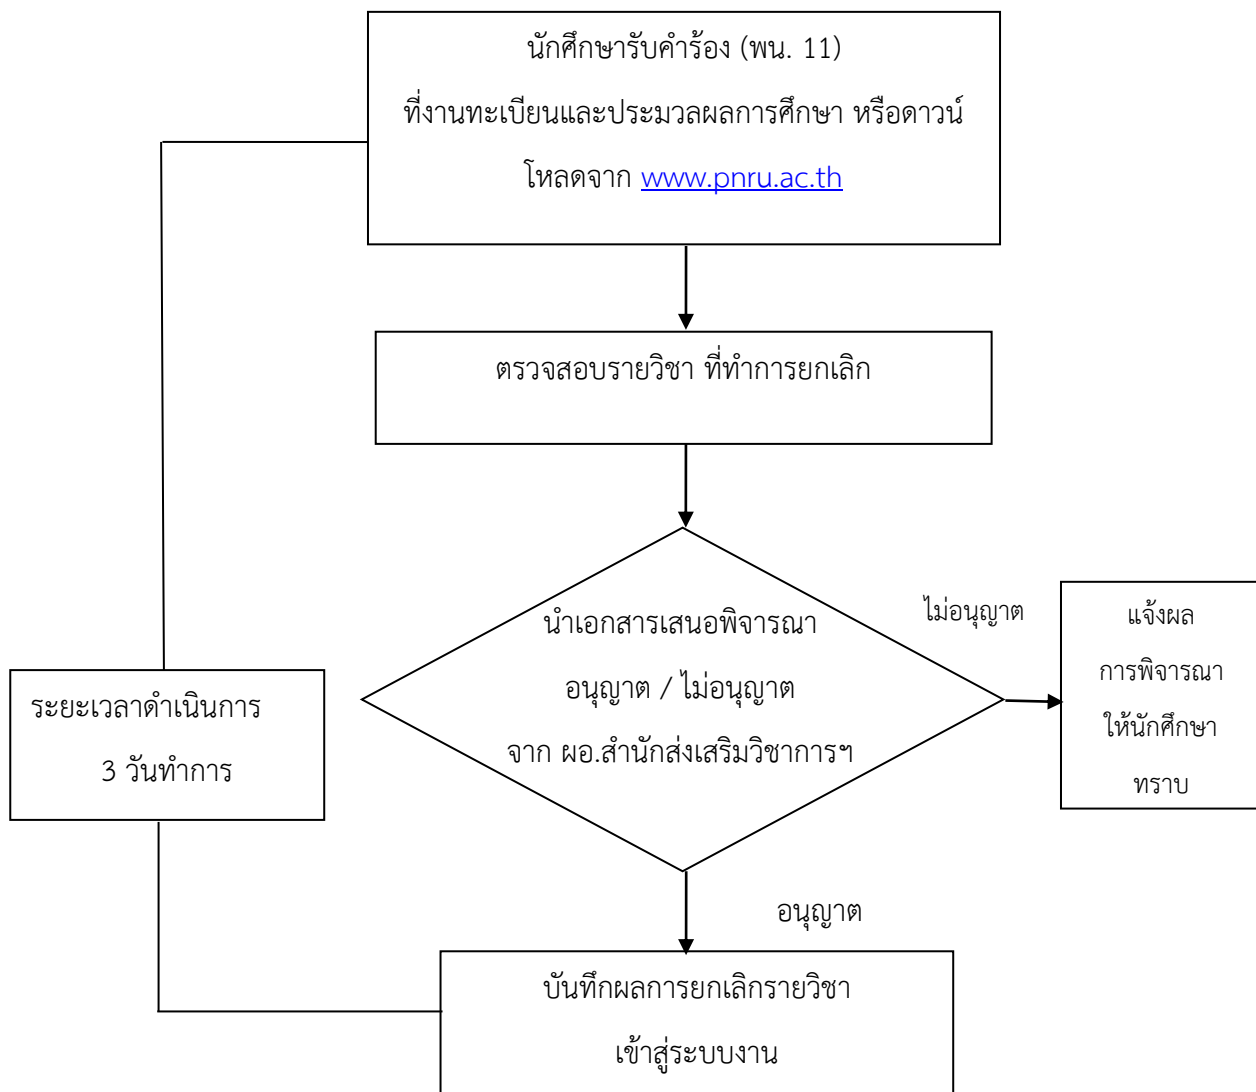 นักศึกษารับคำร้อง (พน. 11)
ที่งานทะเบียนและประมวลผลการศึกษา หรือดาวน์
โหลดจาก www.pnru.ac.th
ตรวจสอบรายวิชา ที่ทำการยกเลิก
นำเอกสารเสนอพิจารณา
อนุญาต / ไม่อนุญาต
จาก ผอ.สำนักส่งเสริมวิชาการฯ
ไม่อนุญาต
แจ้งผล
การพิจารณา
ให้นักศึกษา
ทราบ
ระยะเวลาดำเนินการ
3 วันทำการ
อนุญาต
บันทึกผลการยกเลิกรายวิชา
เข้าสู่ระบบงาน